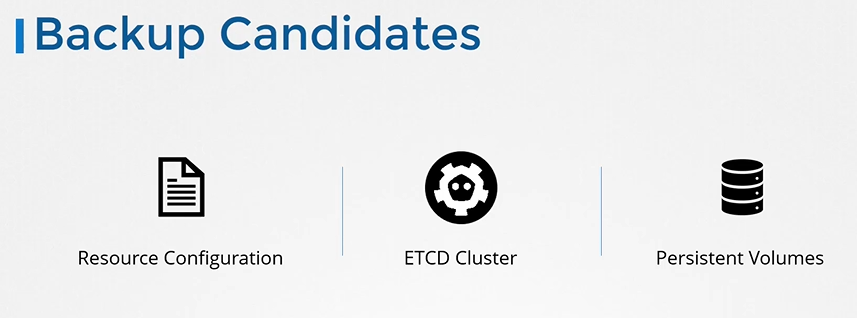 Backup Candidates
Resource Configuration
ETCD Cluster
Persistent Volumes